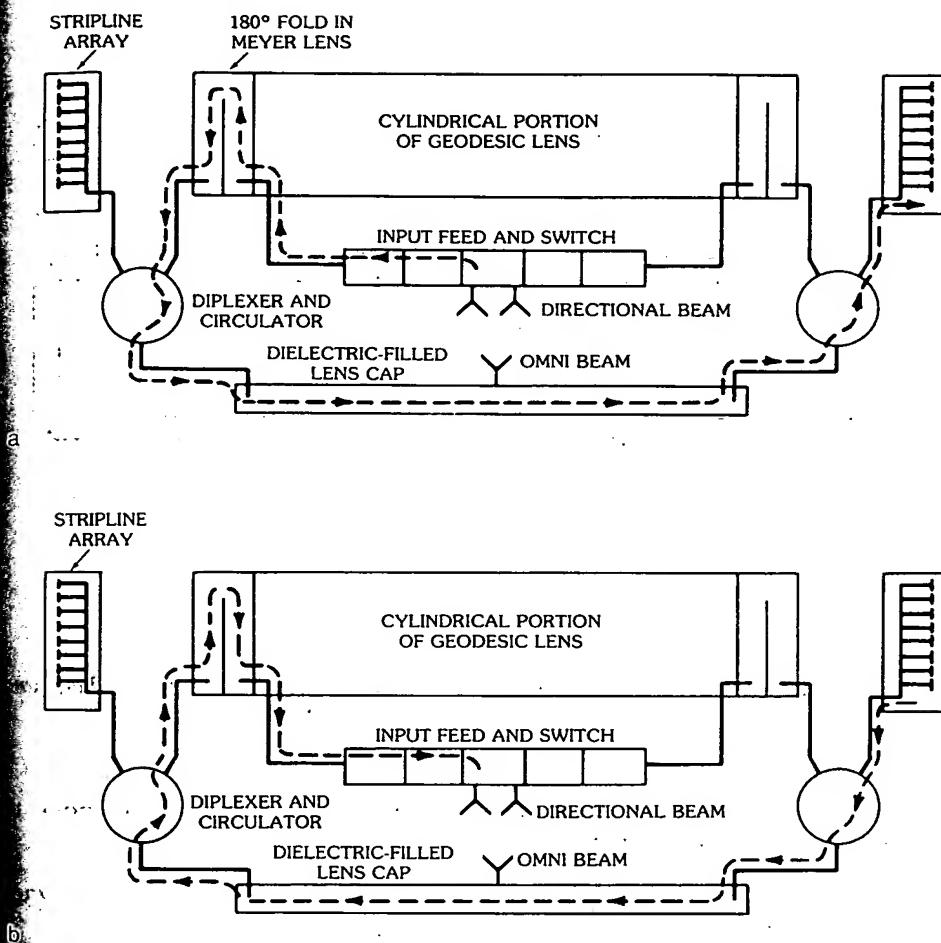 STRIPLINE
ARRAY
180° FOLD IN
MEYER LENS
CYLINDRICAL PORTION
OF GEODESIC LENS
INPUT FEED AND SWITCH
DIPLEXER AND
CIRCULATOR
DIRECTIONAL BEAM
DIELECTRIC-FILLED
LENS CAP
OMNI BEAM
a
STRIPLINE
ARRAY
CYLINDRICAL PORTION
OF GEODESIC LENS
INPUT FEED AND SWITCH
DIPLEXER AND
CIRCULATOR
DIRECTIONAL BEAM
DIELECTRIC-FILLED
LENS CAP
OMNI BEAM
b